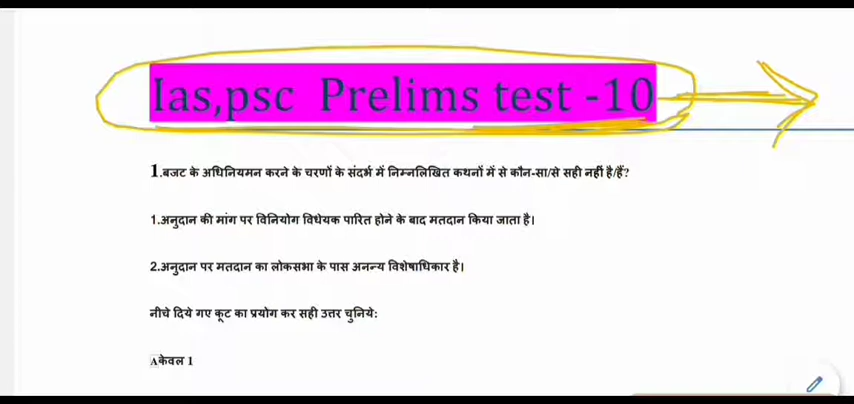 Ias,psc Prelims test -10
1.बजट के अधिनियमन करने के चरणों के संदर्भ में निम्नलिखित कथनों में से कौन-सा/से सही नहीं है/हैं?
1.अनुदान की मांग पर विनियोग विधेयक पारित होने के बाद मतदान किया जाता है।
2.अनुदान पर मतदान का लोकसभा के पास अनन्य विशेषाधिकार है।
नीचे दिये गए कूट का प्रयोग कर सही उत्तर चुनिये:
Aकेवल 1